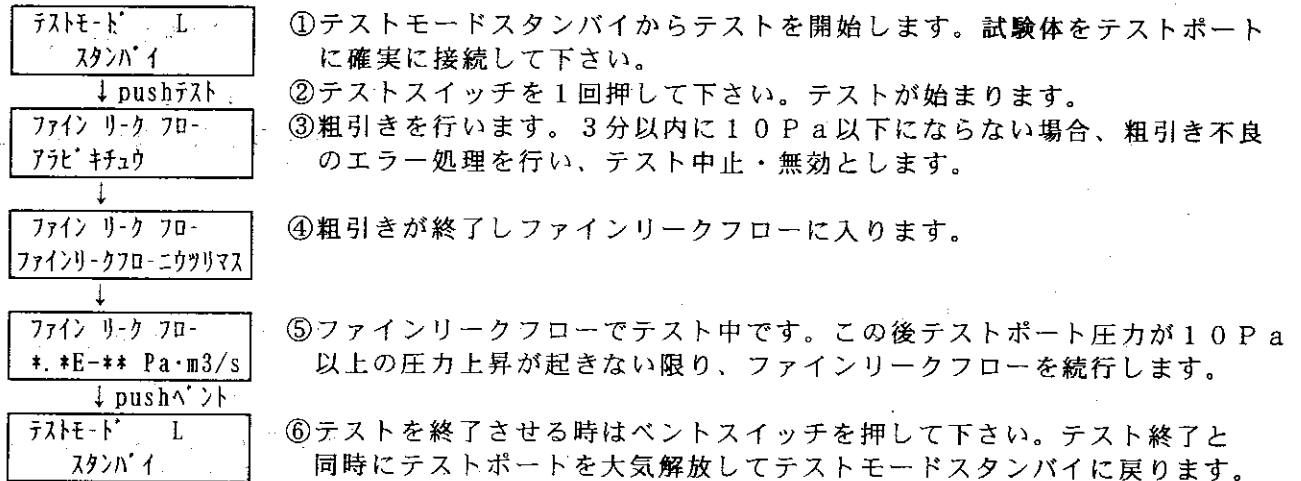 ﾃｽﾄﾓｰﾄﾞ L
ｽﾀﾝﾊﾞｲ
①テストモードスタンバイからテストを開始します。試験体をテストポート
に確実に接続して下さい。
↓pushﾃｽﾄ
②テストスイッチを１回押して下さい。テストが始まります。
ﾌｧｲﾝ ﾘｰｸ ﾌﾛｰ
ｱﾗﾋﾞｷﾁｭｳ
③粗引きを行います。３分以内に１０Ｐａ以下にならない場合、粗引き不良
のエラー処理を行い、テスト中止・無効とします。
↓
ﾌｧｲﾝ ﾘｰｸ ﾌﾛｰ
ﾌｧｲﾝﾘｰｸﾌﾛｰﾆｳﾂﾘﾏｽ
④粗引きが終了しファインリークフローに入ります。
↓
ﾌｧｲﾝ ﾘｰｸ ﾌﾛｰ
*.*E-** Pa･m3/s
⑤ファインリークフローでテスト中です。この後テストポート圧力が１０Ｐａ
以上の圧力上昇が起きない限り、ファインリークフローを続行します。
↓pushﾍﾞﾝﾄ
ﾃｽﾄﾓｰﾄﾞ L
ｽﾀﾝﾊﾞｲ
⑥テストを終了させる時はベントスイッチを押して下さい。テスト終了と
同時にテストポートを大気解放してテストモードスタンバイに戻ります。